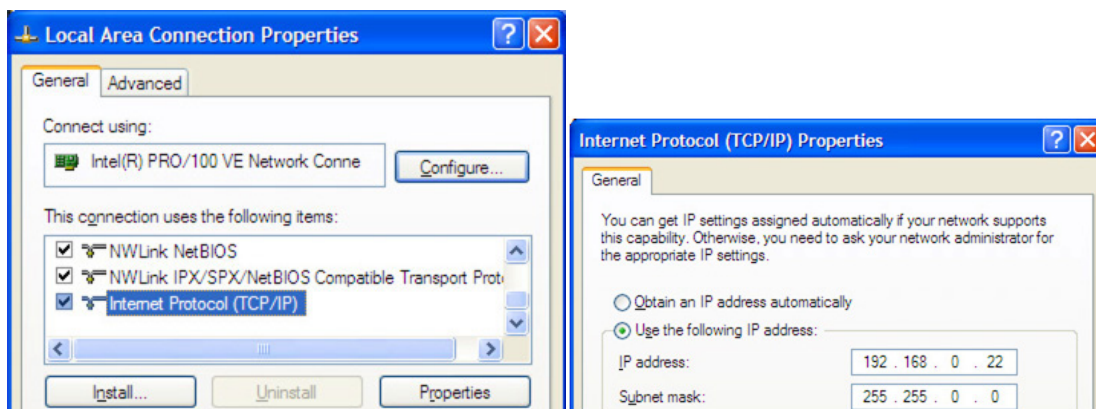 Local Area Connection Properties
General Advanced
Connect using:
Intel(R) PRO/100 VE Network Conne
Configure...
This connection uses the following items:
NWLink NetBIOS
NWLink IPX/SPX/NetBIOS Compatible Transport Proto
Internet Protocol (TCP/IP)
Install... Uninstall Properties
Internet Protocol (TCP/IP) Properties
General
You can get IP settings assigned automatically if your network supports
this capability. Otherwise, you need to ask your network administrator for
the appropriate IP settings.
Obtain an IP address automatically
Use the following IP address:
IP address: 192 . 168 . 0 . 22
Subnet mask: 255 . 255 . 0 . 0